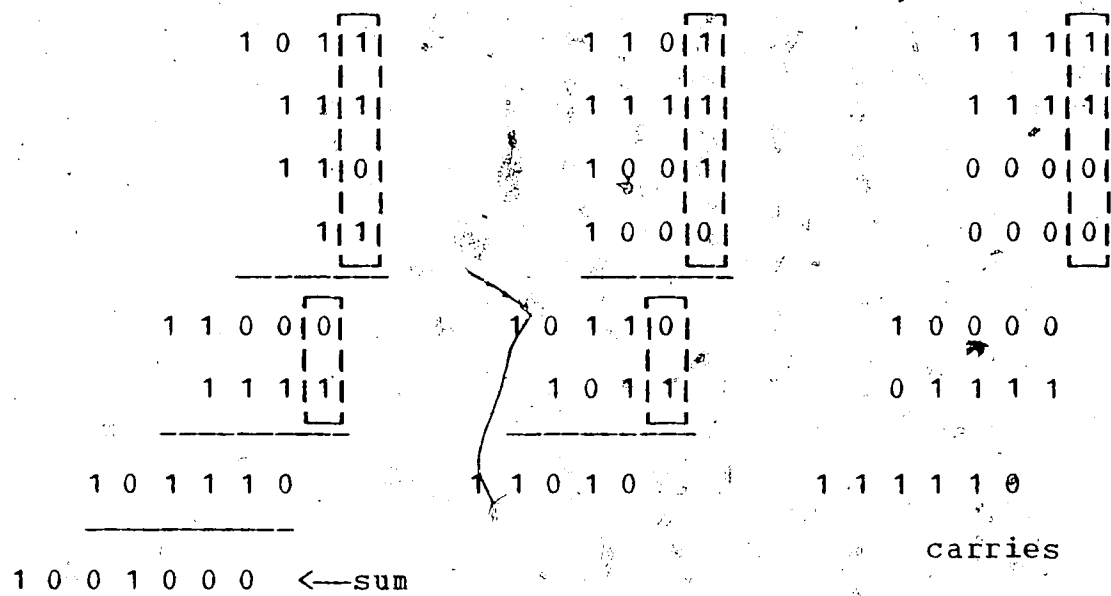 1 0 1 1 1 1 0 1 1 1 1 1
1 1 1 1 1 1 1 1 1 1 1
1 1 0 1 0 0 1 0 0 0 0
1 1 1 0 0 0 0 0 0 0
1 1 0 0 0 1 0 1 1 0 1 0 0 0 0
1 1 1 1 1 0 1 1 0 1 1 1 1
1 0 1 1 1 0 1 1 0 1 0 1 1 1 1 1 0
carries
1 0 0 1 0 0 0 <—sum